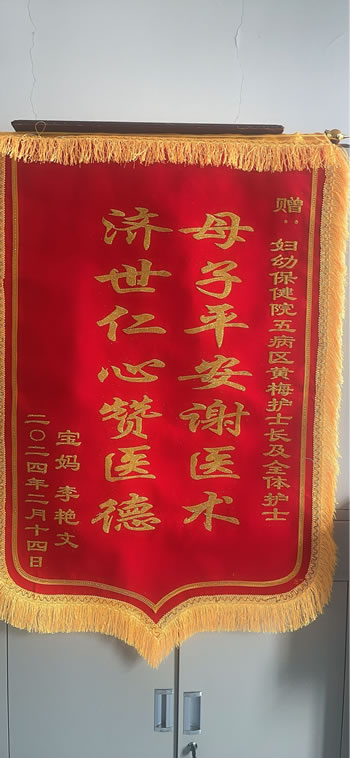 赠:妇幼保健院五病区黄梅护士长及全体护士
母子平安谢医术
济世仁心赞医德
宝妈 李艳文
二〇二四年二月十四日